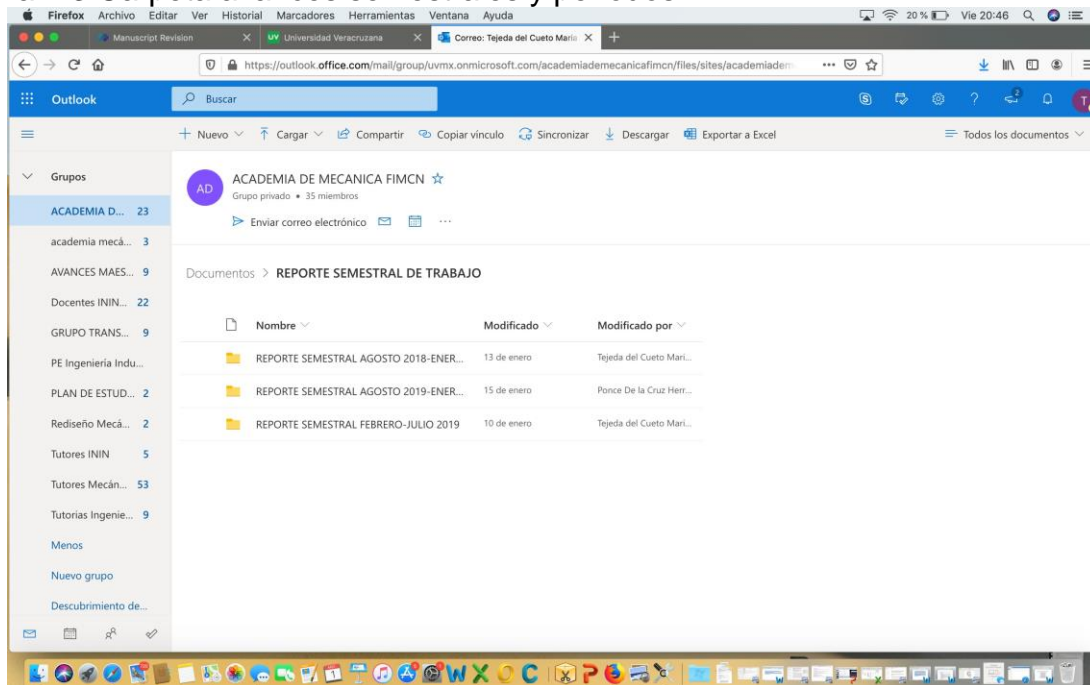 Firefox Archivo Editar Ver Historial Marcadores Herramientas Ventana Ayuda 20 % Vie 20:46
Manuscript Revision
Universidad Veracruzana
Correo: Tejeda del Cueto María
https://outlook.office.com/mail/group/uvmx.onmicrosoft.com/academiademecanicafimcn/files/sites/academiadem
Outlook
Buscar
Nuevo Cargar Compartir Copiar vínculo Sincronizar Descargar Exportar a Excel Todos los documentos
Grupos
ACADEMIA D... 23
academia mecá... 3
AVANCES MAES... 9
Docentes ININ... 22
GRUPO TRANS... 9
PE Ingeniería Indu...
PLAN DE ESTUD... 2
Rediseño Mecá... 2
Tutores ININ 5
Tutores Mecán... 53
Tutorias Ingenie... 9
Menos
Nuevo grupo
Descubrimiento de...
AD
ACADEMIA DE MECANICA FIMCN
Grupo privado • 35 miembros
Enviar correo electrónico
Documentos > REPORTE SEMESTRAL DE TRABAJO
Nombre Modificado Modificado por
REPORTE SEMESTRAL AGOSTO 2018-ENER... 13 de enero Tejeda del Cueto Mari...
REPORTE SEMESTRAL AGOSTO 2019-ENER... 15 de enero Ponce De la Cruz Herr...
REPORTE SEMESTRAL FEBRERO-JULIO 2019 10 de enero Tejeda del Cueto Mari...